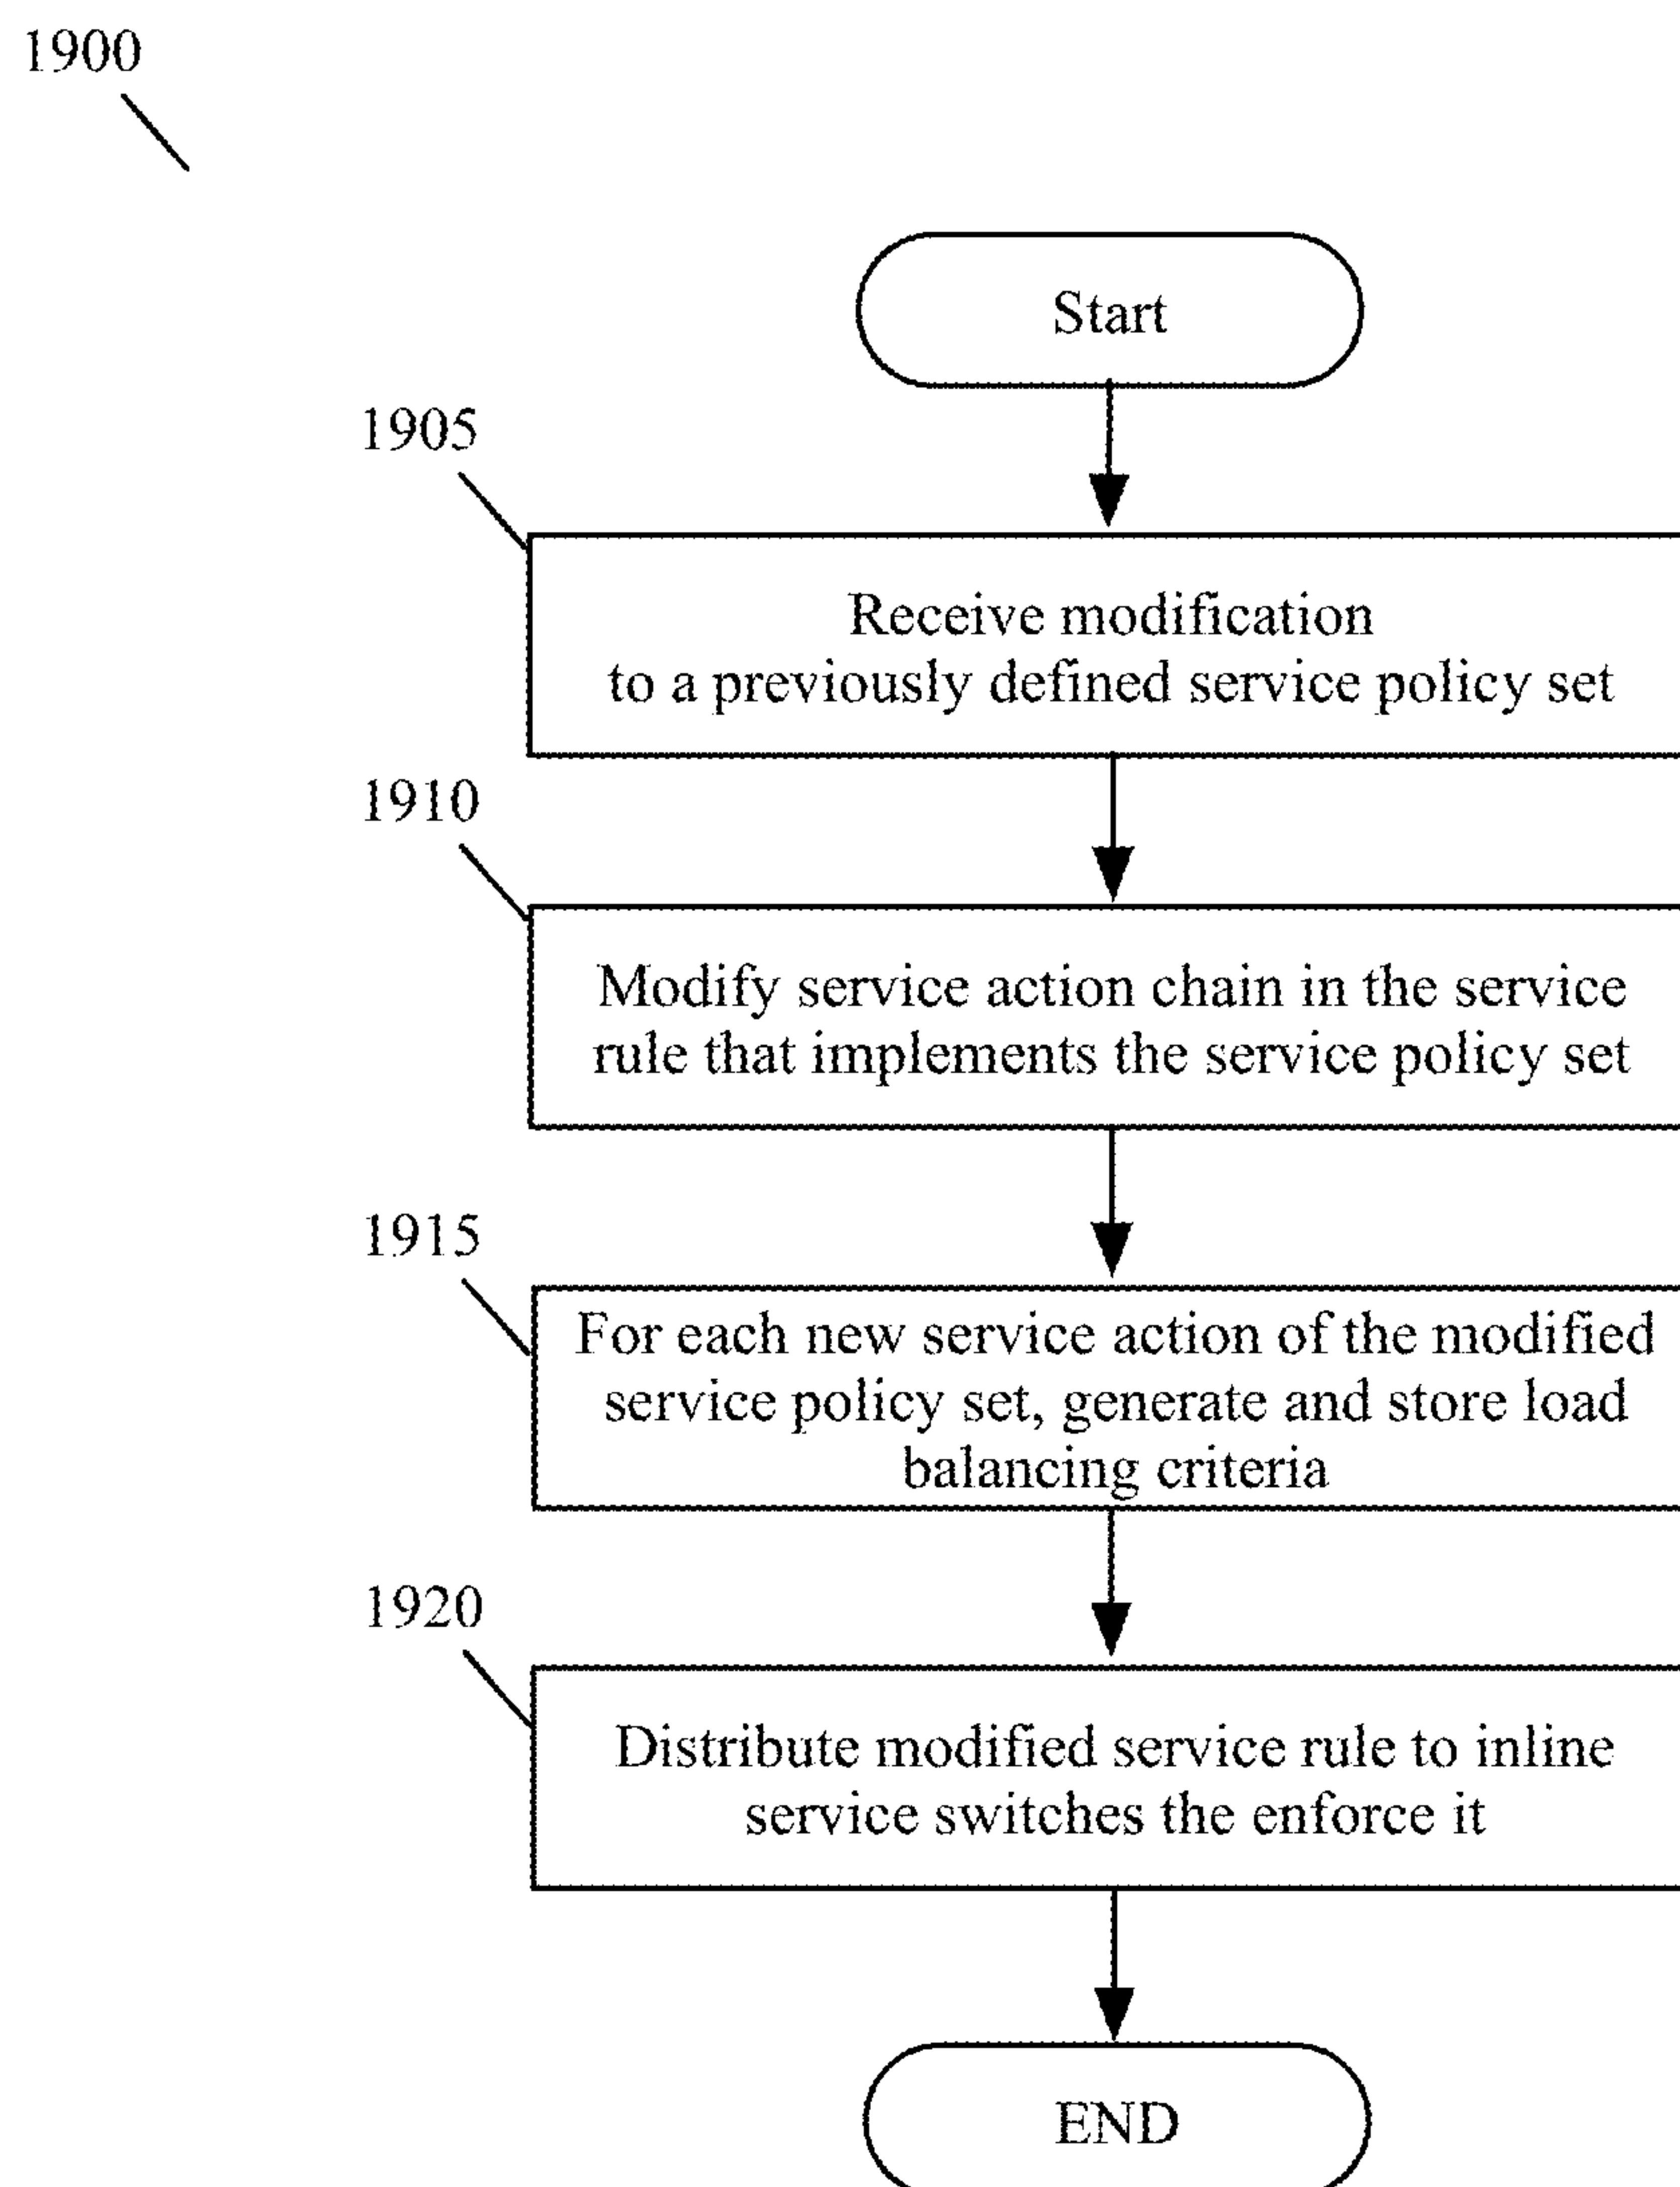 1900
Start
1905
Receive modification
to a previously defined service policy set
1910
Modify service action chain in the service
rule that implements the service policy set
1915
For each new service action of the modified
service policy set, generate and store load
balancing criteria
1920
Distribute modified service rule to inline
service switches the enforce it
END